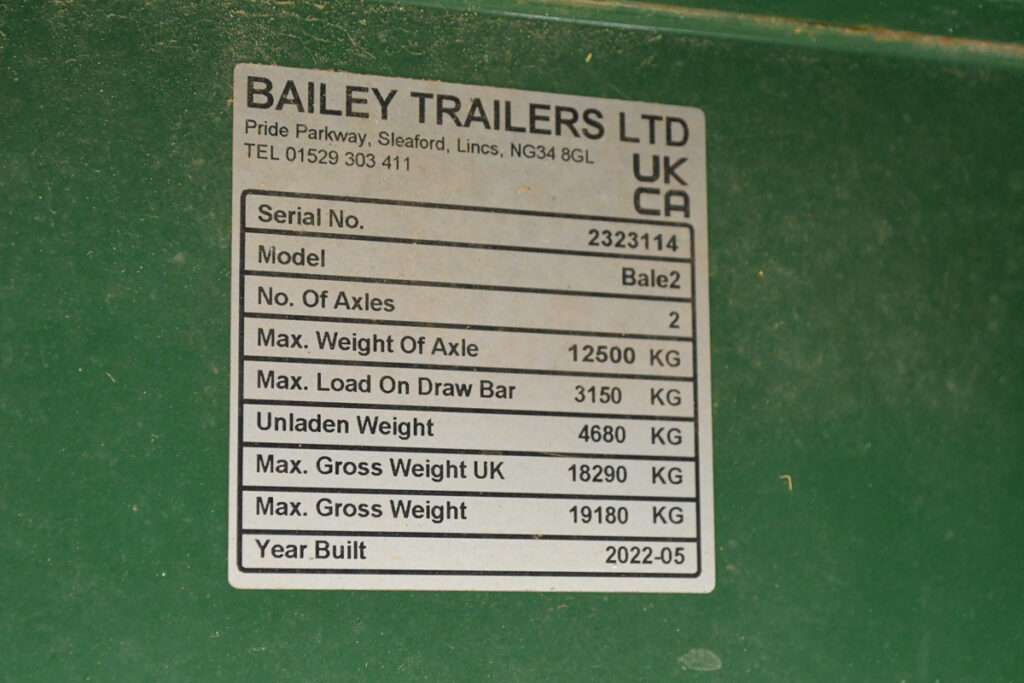 BAILEY TRAILERS LTD
Pride Parkway, Sleaford, Lincs, NG34 8GL
TEL 01529 303 411
UK
CA
Serial No. 2323114
Model Bale2
No. Of Axles 2
Max. Weight Of Axle 12500 KG
Max. Load On Draw Bar 3150 KG
Unladen Weight 4680 KG
Max. Gross Weight UK 18290 KG
Max. Gross Weight 19180 KG
Year Built 2022-05